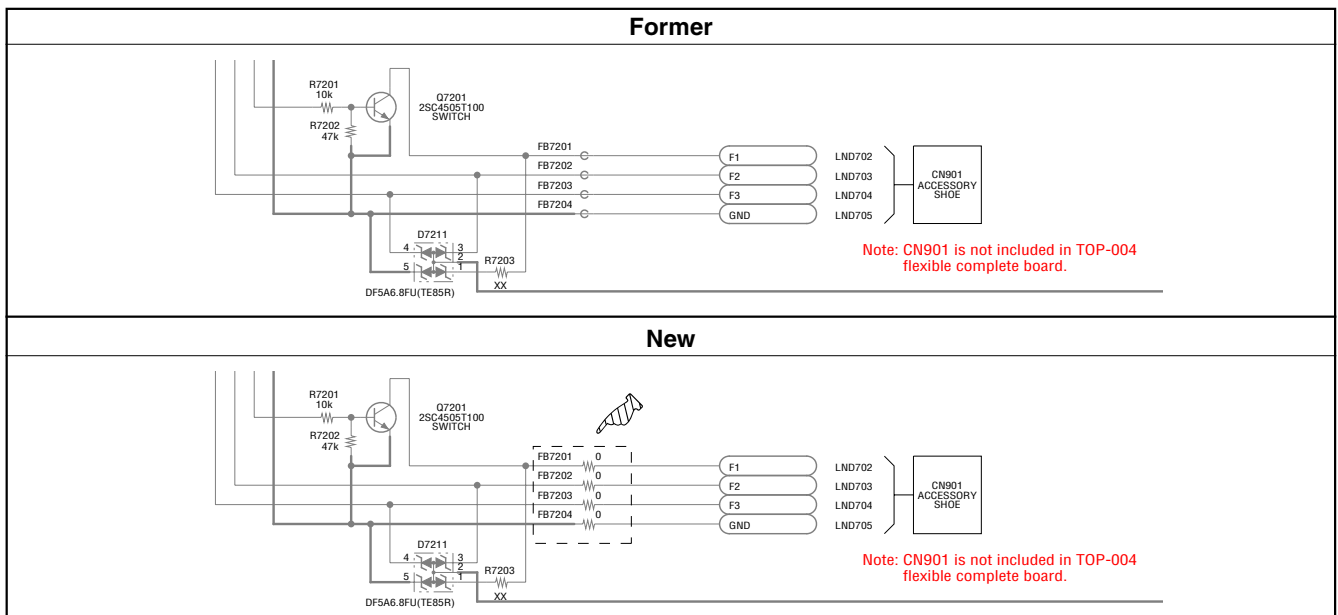 Former
R7201
10k
R7202
47k
Q7201
2SC4505T100
SWITCH
FB7201
FB7202
FB7203
FB7204
F1
F2
F3
GND
LND702
LND703
LND704
LND705
CN901
ACCESSORY
SHOE
D7211
4
3
2
5
1
R7203
XX
DF5A6.8FU(TE85R)
Note: CN901 is not included in TOP-004
flexible complete board.
New
R7201
10k
R7202
47k
Q7201
2SC4505T100
SWITCH
FB7201 0
FB7202 0
FB7203 0
FB7204 0
F1
F2
F3
GND
LND702
LND703
LND704
LND705
CN901
ACCESSORY
SHOE
D7211
4
3
2
5
1
R7203
XX
DF5A6.8FU(TE85R)
Note: CN901 is not included in TOP-004
flexible complete board.